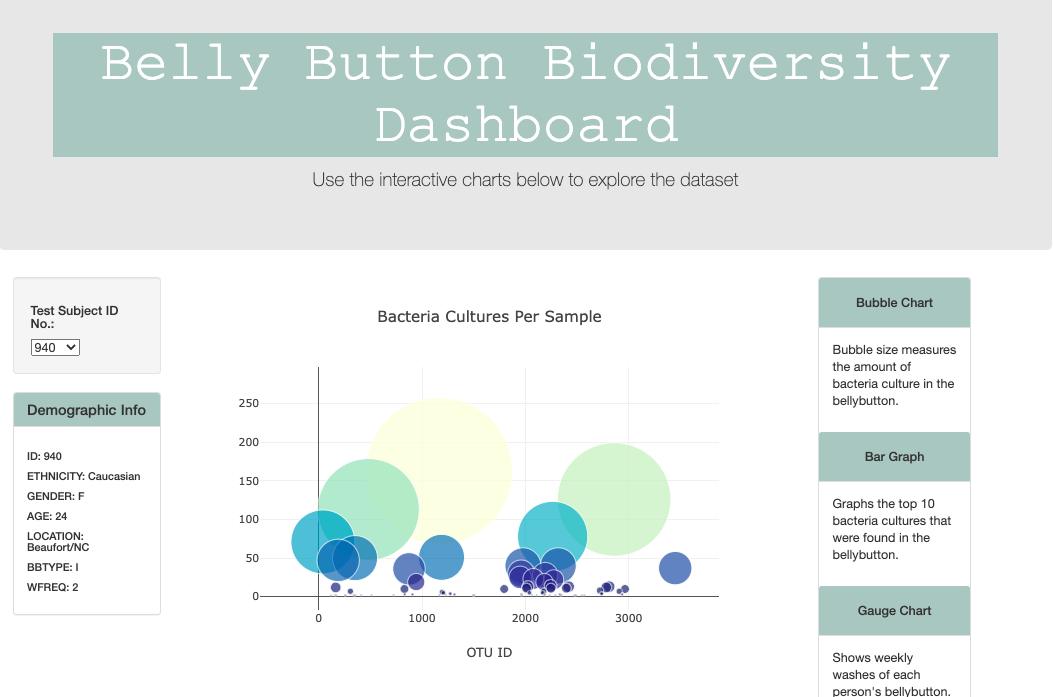 Belly Button Biodiversity
Dashboard
Use the interactive charts below to explore the dataset
Test Subject ID
No.:
940
Demographic Info
ID: 940
ETHNICITY: Caucasian
GENDER: F
AGE: 24
LOCATION:
Beaufort/NC
BBTYPE: I
WFREQ: 2
Bacteria Cultures Per Sample
250
200
150
100
50
0
0 1000 2000 3000
OTU ID
Bubble Chart
Bubble size measures
the amount of
bacteria culture in the
bellybutton.
Bar Graph
Graphs the top 10
bacteria cultures that
were found in the
bellybutton.
Gauge Chart
Shows weekly
washes of each
person's bellybutton.